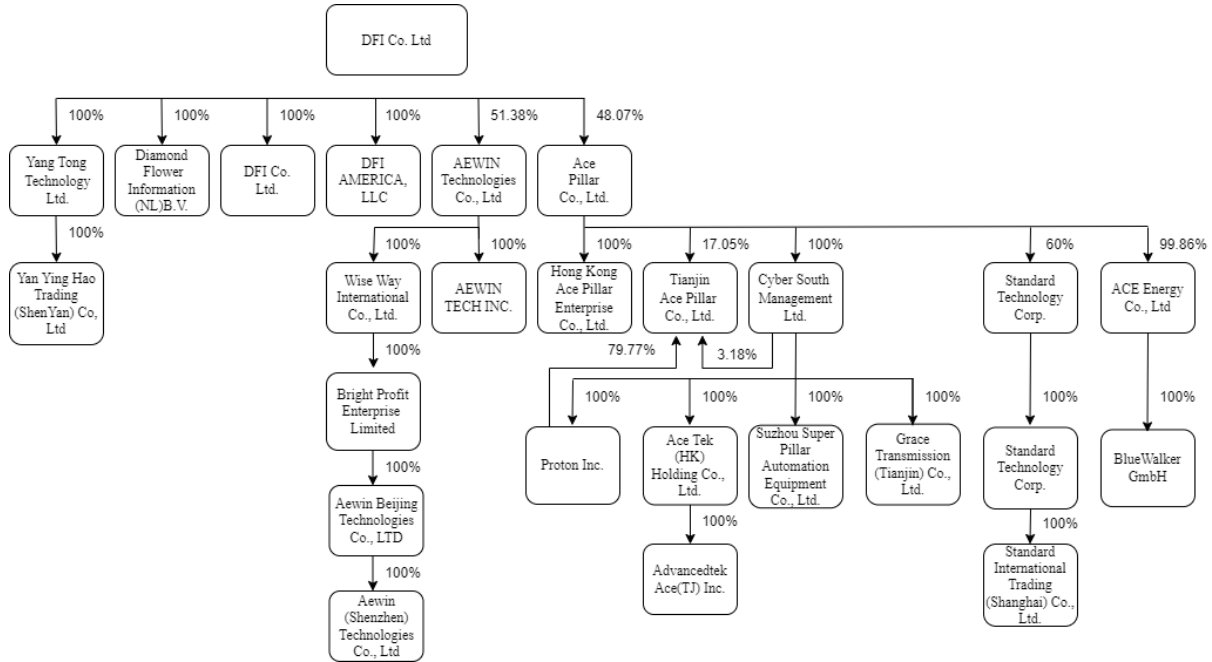 DFI Co. Ltd
100%
100%
100%
100%
51.38%
48.07%
Yang Tong
Technology
Ltd.
Diamond
Flower
Information
(NL)B.V.
DFI Co.
Ltd.
DFI
AMERICA,
LLC
AEWIN
Technologies
Co., Ltd
Ace
Pillar
Co., Ltd.
100%
100%
100%
100%
17.05%
100%
60%
99.86%
Yan Ying Hao
Trading
(ShenYan) Co,
Ltd
Wise Way
International
Co., Ltd.
AEWIN
TECH INC.
Hong Kong
Ace Pillar
Enterprise
Co., Ltd.
Tianjin
Ace Pillar
Co., Ltd.
Cyber South
Management
Ltd.
Standard
Technology
Corp.
ACE Energy
Co., Ltd
100%
79.77%
3.18%
100%
100%
100%
100%
100%
100%
Bright Profit
Enterprise
Limited
Proton Inc.
Ace Tek
(HK)
Holding Co.,
Ltd.
Suzhou Super
Pillar
Automation
Equipment
Co., Ltd.
Grace
Transmission
(Tianjin) Co.,
Ltd.
Standard
Technology
Corp.
BlueWalker
GmbH
100%
100%
100%
Aewin Beijing
Technologies
Co., LTD
Advancedtek
Ace(TJ) Inc.
Standard
International
Trading
(Shanghai) Co.,
Ltd.
100%
Aewin
(Shenzhen)
Technologies
Co., Ltd